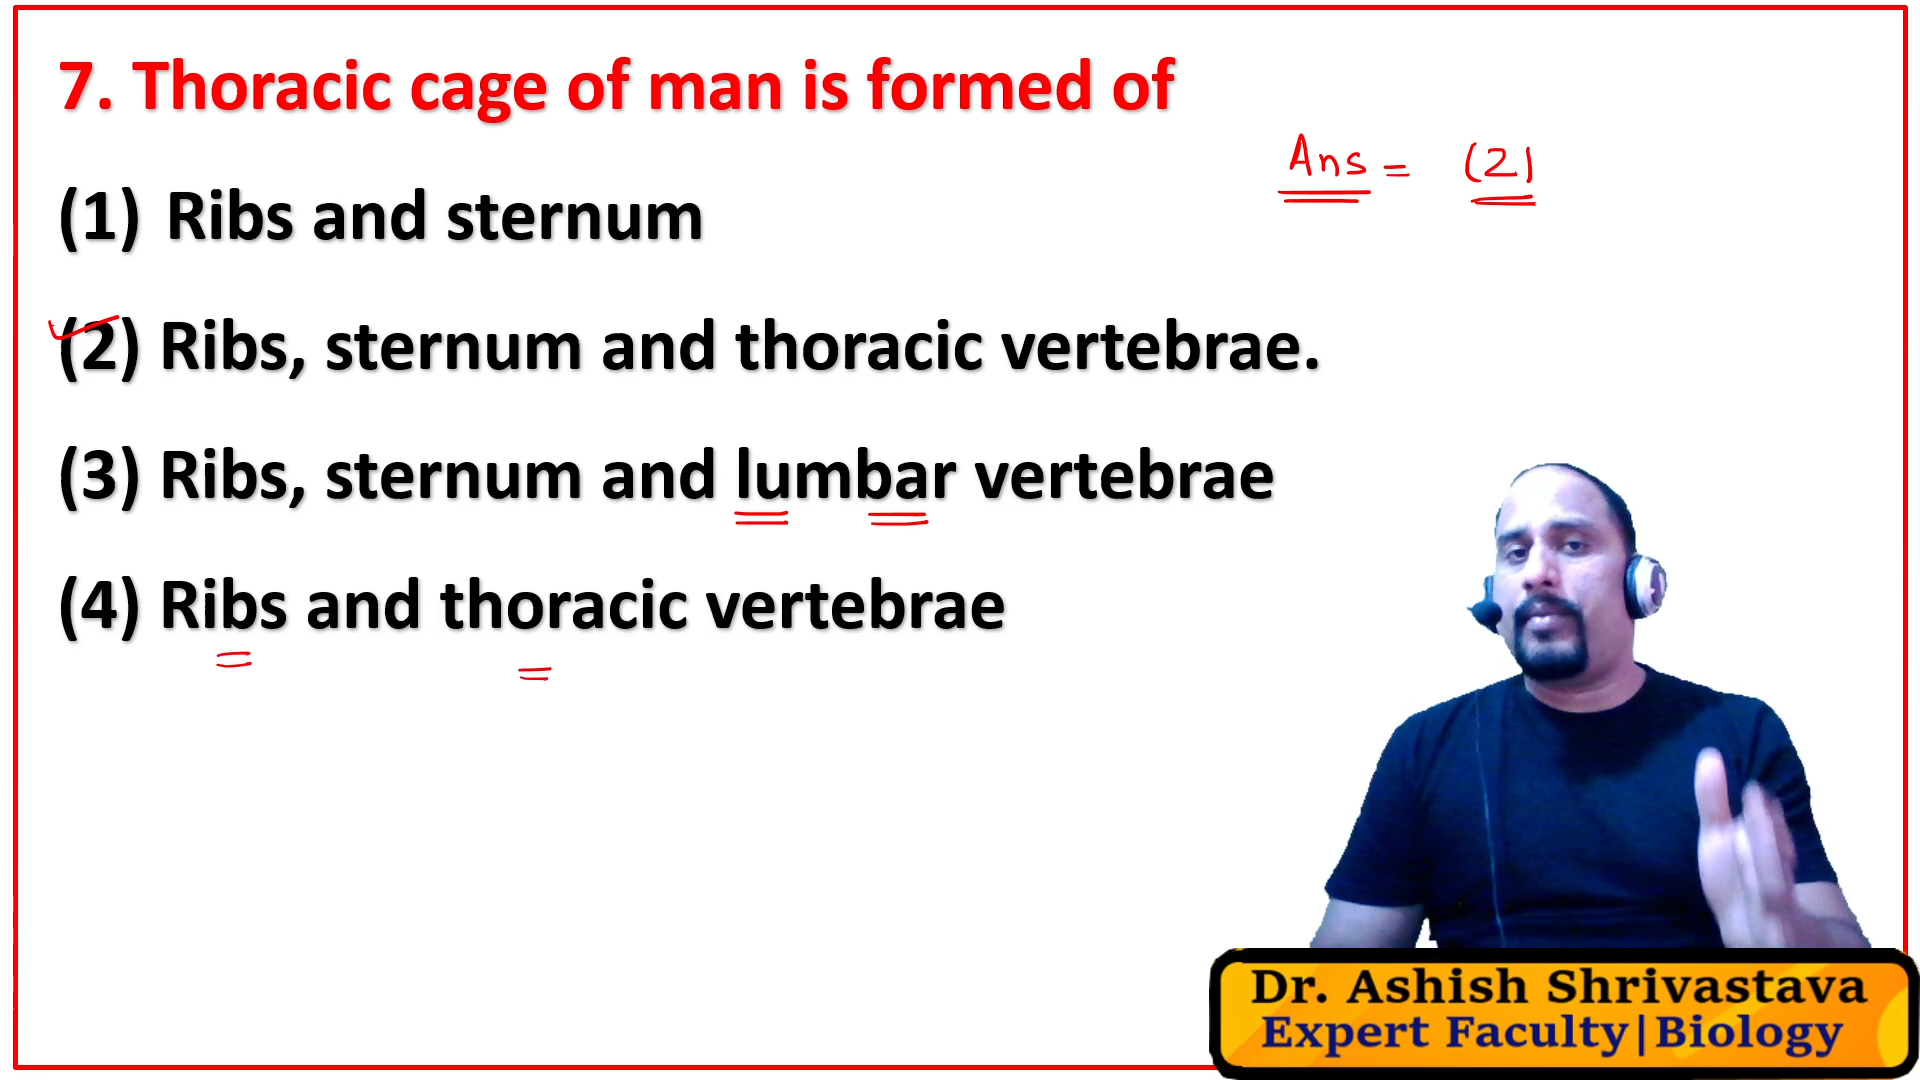 7. Thoracic cage of man is formed of
Ans = (2)
(1) Ribs and sternum
(2) Ribs, sternum and thoracic vertebrae.
(3) Ribs, sternum and lumbar vertebrae
(4) Ribs and thoracic vertebrae
Dr. Ashish Shrivastava
Expert Faculty|Biology